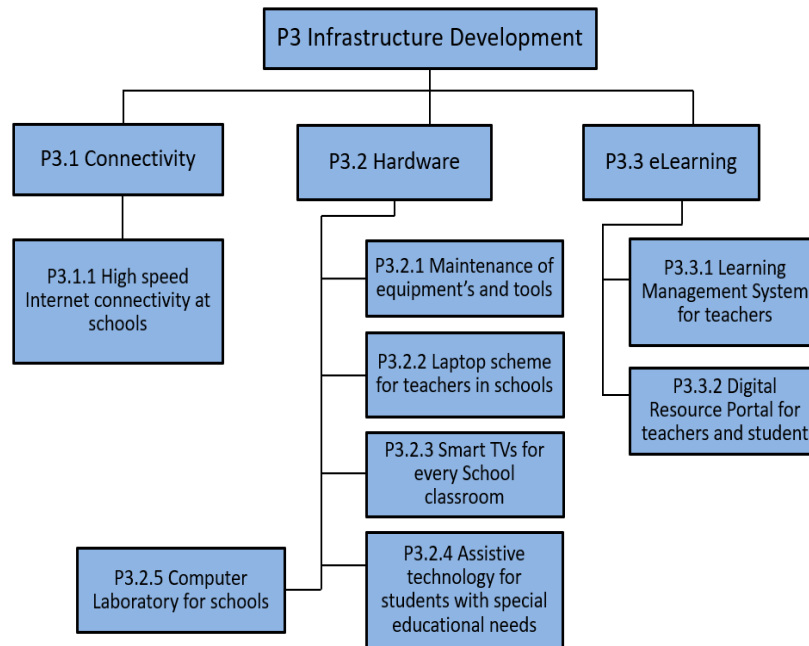 P3 Infrastructure Development
P3.1 Connectivity
P3.2 Hardware
P3.3 eLearning
P3.1.1 High speed
Internet connectivity at
schools
P3.2.1 Maintenance of
equipment's and tools
P3.2.2 Laptop scheme
for teachers in schools
P3.2.3 Smart TVs for
every School
classroom
P3.2.4 Assistive
technology for
students with special
educational needs
P3.2.5 Computer
Laboratory for schools
P3.3.1 Learning
Management System
for teachers
P3.3.2 Digital
Resource Portal for
teachers and student